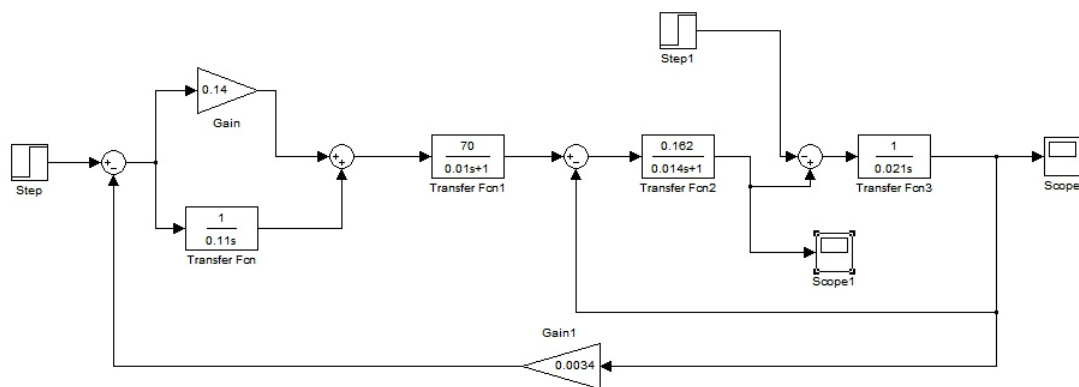 Step1
0.14
Gain
+
-
Step
+
+
70
0.01s+1
Transfer Fcn1
+
-
0.162
0.014s+1
Transfer Fcn2
-
+
1
0.021s
Transfer Fcn3
Scope
1
0.11s
Transfer Fcn
Scope1
Gain1
0.0034